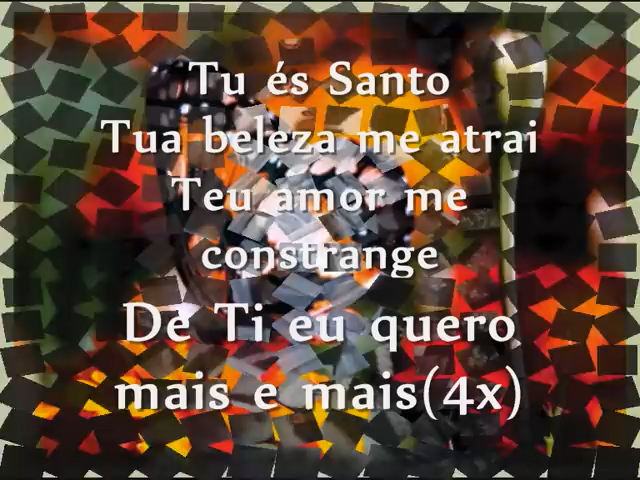 Tu és Santo
Tua beleza me atrai
Teu amor me
constrange
De Ti eu quero
mais e mais(4x)